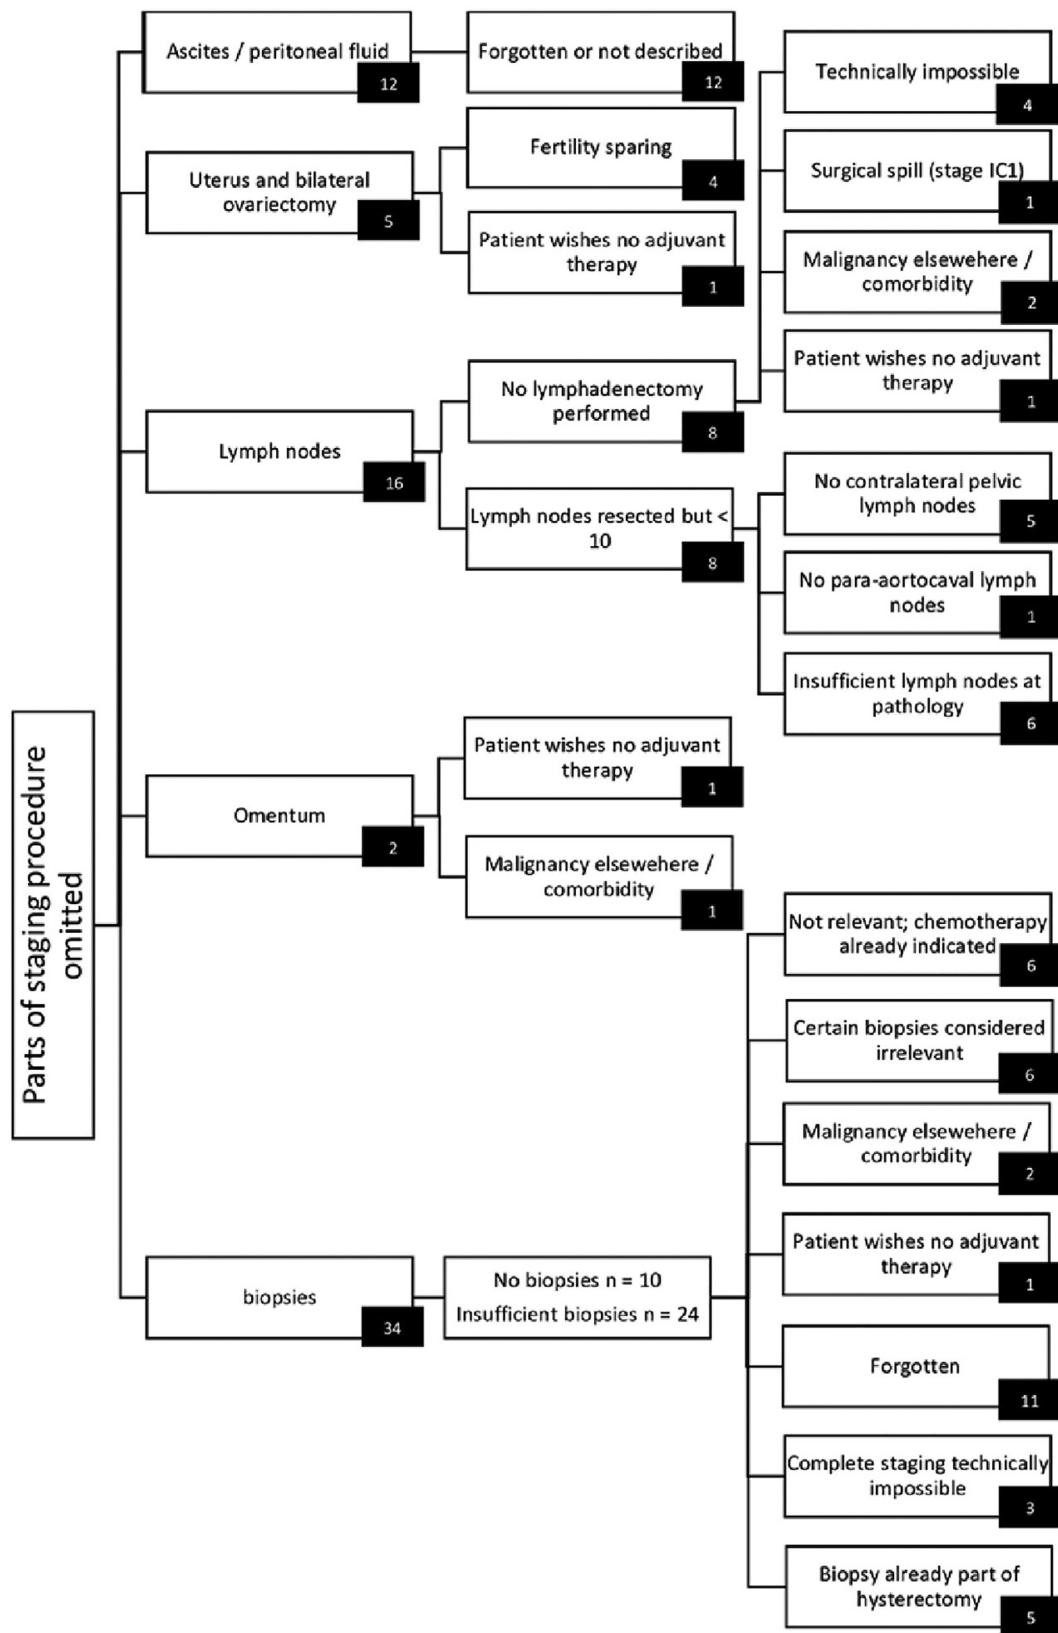 Parts of staging procedure
omitted
Ascites / peritoneal fluid
12
Forgotten or not described
12
Uterus and bilateral
ovariectomy
5
Fertility sparing
4
Patient wishes no adjuvant
therapy
1
Lymph nodes
16
No lymphadenectomy
performed
8
Technically impossible
4
Surgical spill (stage IC1)
1
Malignancy elsewehere /
comorbidity
2
Patient wishes no adjuvant
therapy
1
Lymph nodes resected but <
10
8
No contralateral pelvic
lymph nodes
5
No para-aortocaval lymph
nodes
1
Insufficient lymph nodes at
pathology
6
Omentum
2
Patient wishes no adjuvant
therapy
1
Malignancy elsewehere /
comorbidity
1
biopsies
34
No biopsies n = 10
Insufficient biopsies n = 24
Not relevant; chemotherapy
already indicated
6
Certain biopsies considered
irrelevant
6
Malignancy elsewehere /
comorbidity
2
Patient wishes no adjuvant
therapy
1
Forgotten
11
Complete staging technically
impossible
3
Biopsy already part of
hysterectomy
5